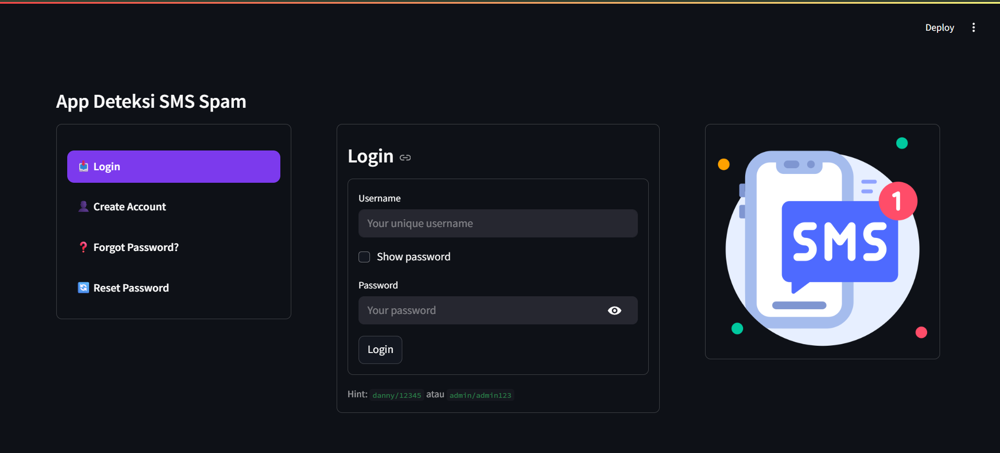 Deploy
App Deteksi SMS Spam
Login
Create Account
Forgot Password?
Reset Password
Login
Username
Your unique username
Show password
Password
Your password
Login
Hint: danny/12345 atau admin/admin123
1
SMS